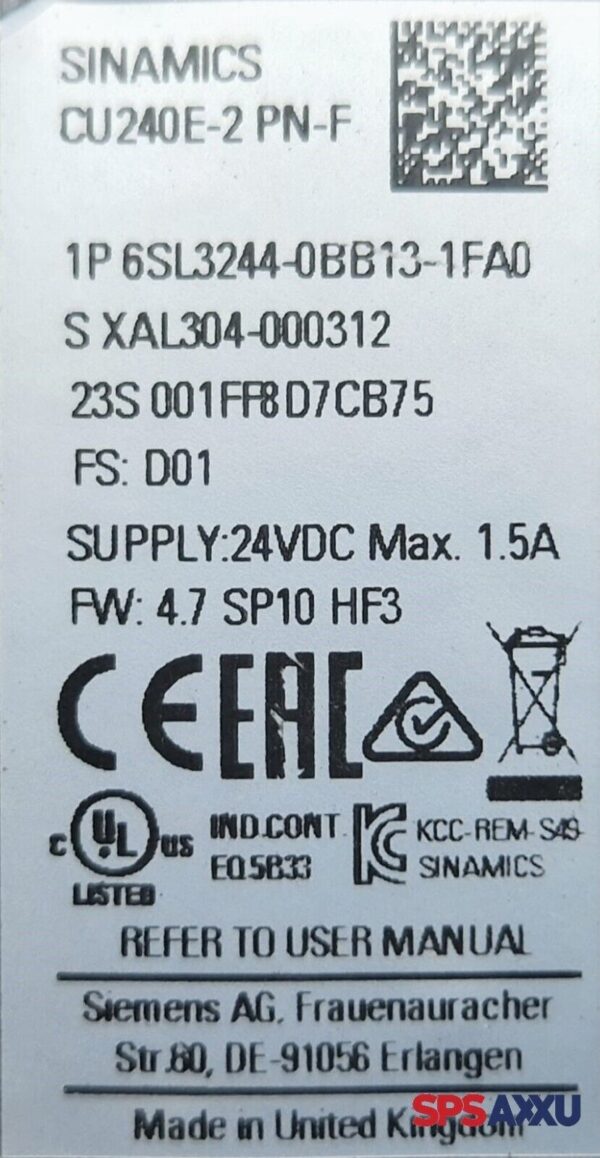 SINAMICS
CU240E-2 PN-F
1P 6SL3244-0BB13-1FA0
S XAL304-000312
23S 001FF8D7CB75
FS: D01
SUPPLY:24VDC Max. 1.5A
FW: 4.7 SP10 HF3
CE EAC
C UL US IND.CONT. KCC-REM-S49-
LISTED EQ.5B33 SINAMICS
REFER TO USER MANUAL
Siemens AG, Frauenauracher
Str.80, DE-91056 Erlangen
Made in United Kingdom
SPSAXXU